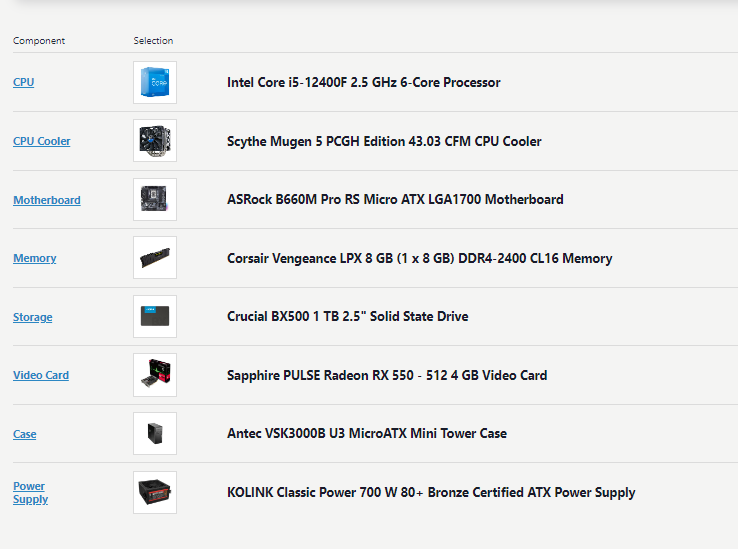 Component Selection
CPU Intel Core i5-12400F 2.5 GHz 6-Core Processor
CPU Cooler Scythe Mugen 5 PCGH Edition 43.03 CFM CPU Cooler
Motherboard ASRock B660M Pro RS Micro ATX LGA1700 Motherboard
Memory Corsair Vengeance LPX 8 GB (1 x 8 GB) DDR4-2400 CL16 Memory
Storage Crucial BX500 1 TB 2.5" Solid State Drive
Video Card Sapphire PULSE Radeon RX 550 - 512 4 GB Video Card
Case Antec VSK3000B U3 MicroATX Mini Tower Case
Power
Supply KOLINK Classic Power 700 W 80+ Bronze Certified ATX Power Supply